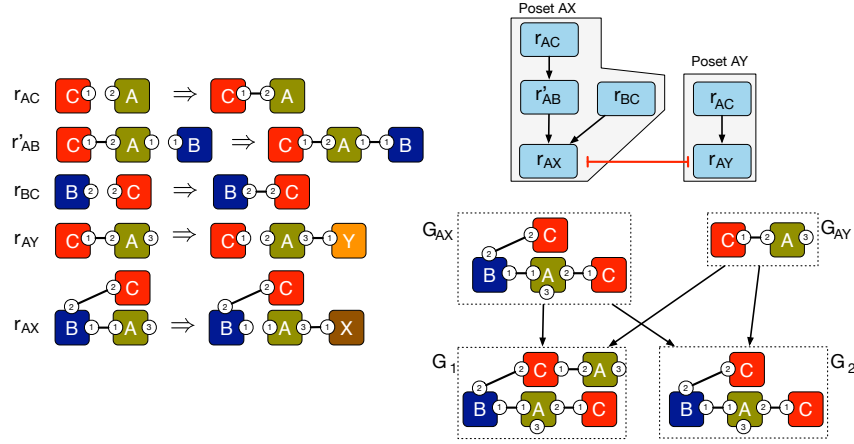 r_AC C 1 2 A ⇒ C 1 2 A
r'_AB C 1 2 A 1 1 B ⇒ C 1 2 A 1 1 B
r_BC B 2 2 C ⇒ B 2 2 C
r_AY C 1 2 A 3 ⇒ C 1 2 A 3 1 Y
2 C 2 C
2 2
r_AX B 1 1 A 3 ⇒ B 1 1 A 3 1 X
Poset AX
r_AC
r'_AB r_BC
r_AX
Poset AY
r_AC
r_AY
G_AX
2 C
2
B 1 1 A 2 1 C
3
C 1 2 A 3 G_AY
G_1
2 C 1 2 A 3
2
B 1 1 A 2 1 C
3
G_2
2 C
2
B 1 1 A 2 1 C
3